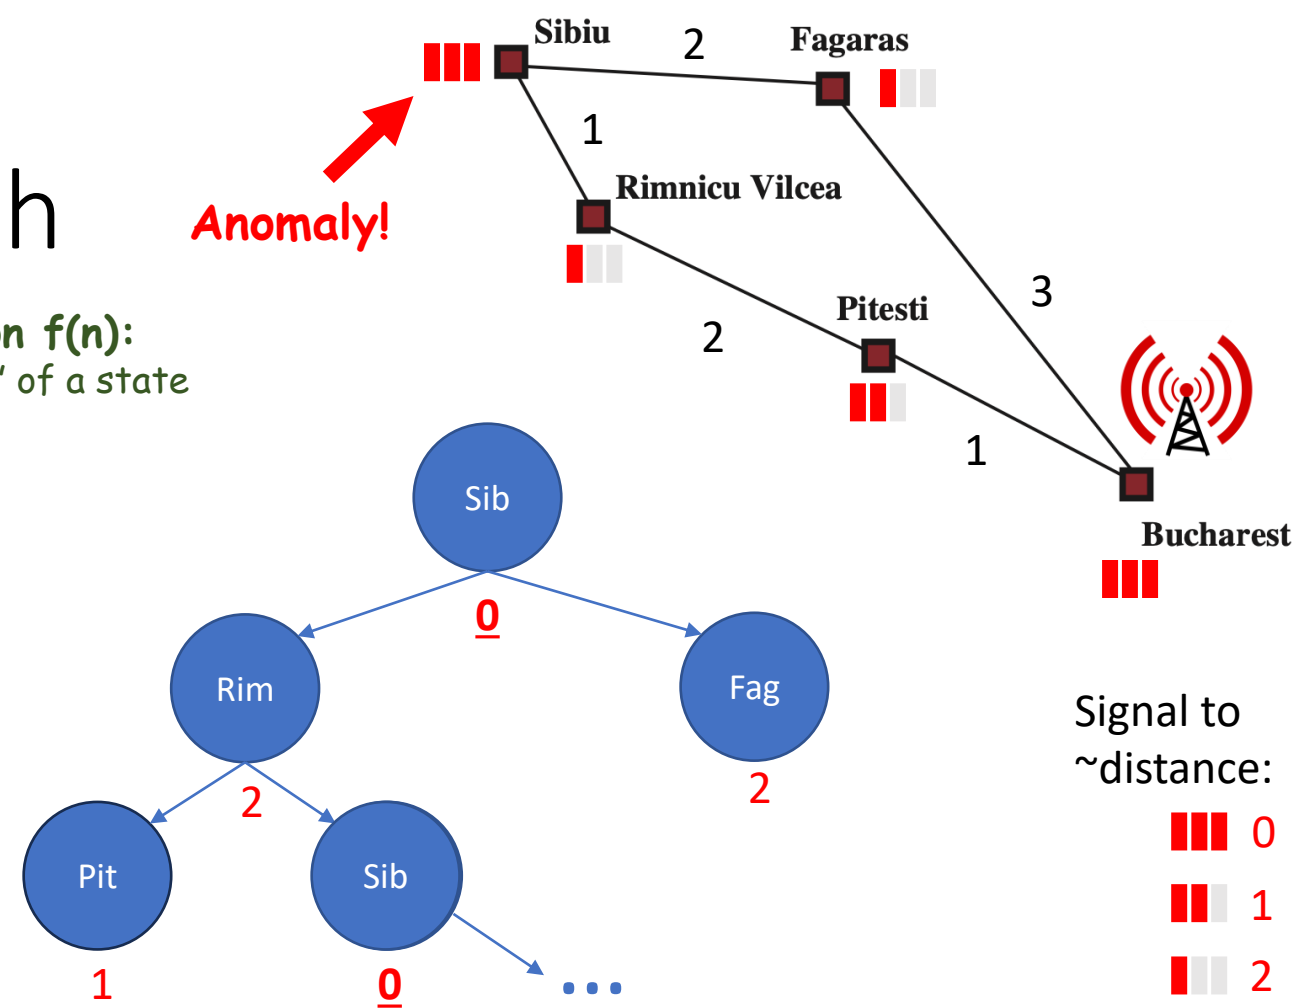 Sibiu
2
Fagaras
1
h
Anomaly!
Rimnicu Vilcea
3
on f(n):
Pitesti
2
" of a state
1
Sib
0
Bucharest
Rim
Fag
Signal to
~distance:
2
2
0
Pit
Sib
1
1
0
...
2